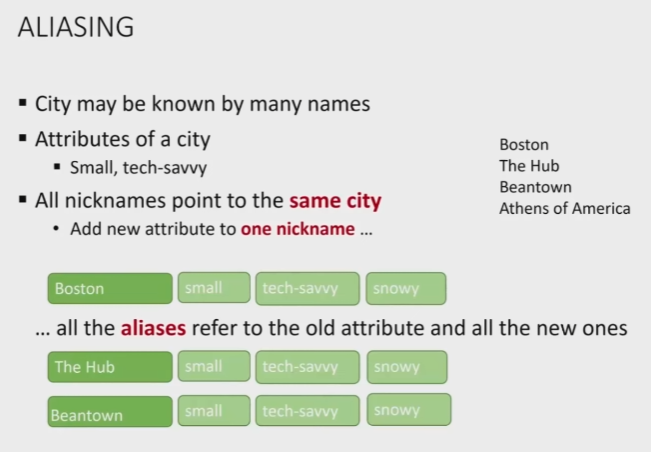 ALIASING
▪ City may be known by many names
▪ Attributes of a city
▪ Small, tech-savvy
▪ All nicknames point to the same city
• Add new attribute to one nickname …
Boston
The Hub
Beantown
Athens of America
Boston small tech-savvy snowy
… all the aliases refer to the old attribute and all the new ones
The Hub small tech-savvy snowy
Beantown small tech-savvy snowy